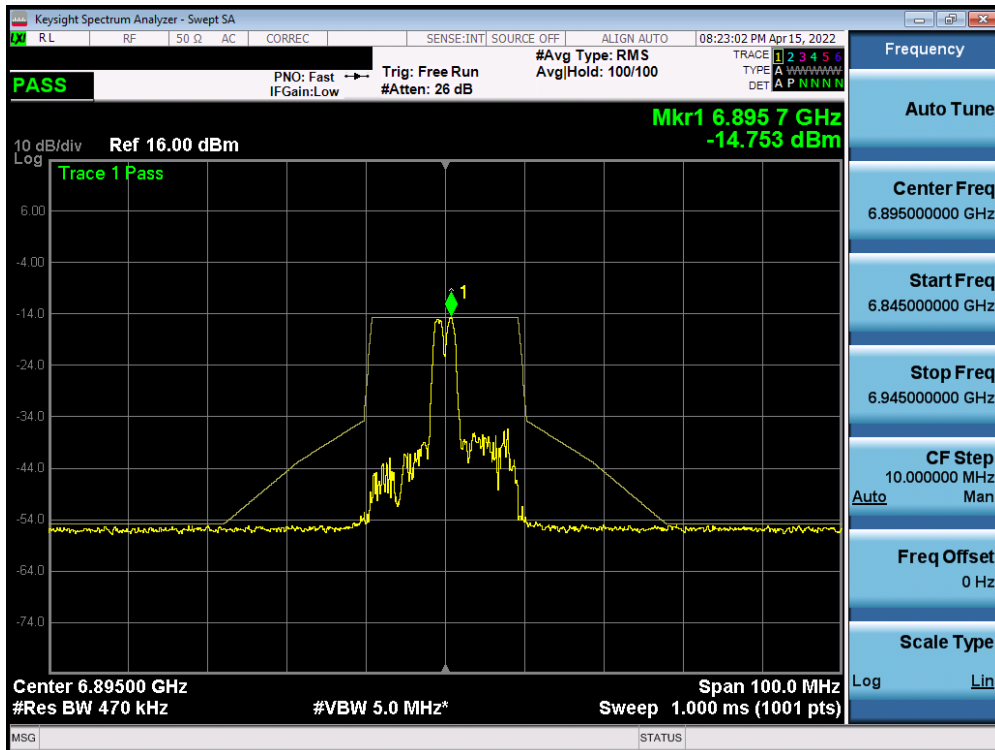 Keysight Spectrum Analyzer - Swept SA
LXI RL RF 50 Ω AC CORREC SENSE:INT SOURCE OFF ALIGN AUTO 08:23:02 PM Apr 15, 2022
PASS
PNO: Fast
IFGain:Low
Trig: Free Run
#Atten: 26 dB
#Avg Type: RMS
Avg|Hold: 100/100
TRACE 1 2 3 4 5 6
TYPE A WWWWW
DET A P N N N N
Mkr1 6.895 7 GHz
-14.753 dBm
10 dB/div Ref 16.00 dBm
Log
Trace 1 Pass
6.00
-4.00
1
-14.0
-24.0
-34.0
-44.0
-54.0
-64.0
-74.0
Center 6.89500 GHz Span 100.0 MHz
#Res BW 470 kHz #VBW 5.0 MHz* Sweep 1.000 ms (1001 pts)
MSG STATUS
Frequency
Auto Tune
Center Freq
6.895000000 GHz
Start Freq
6.845000000 GHz
Stop Freq
6.945000000 GHz
CF Step
10.000000 MHz
Auto Man
Freq Offset
0 Hz
Scale Type
Log Lin